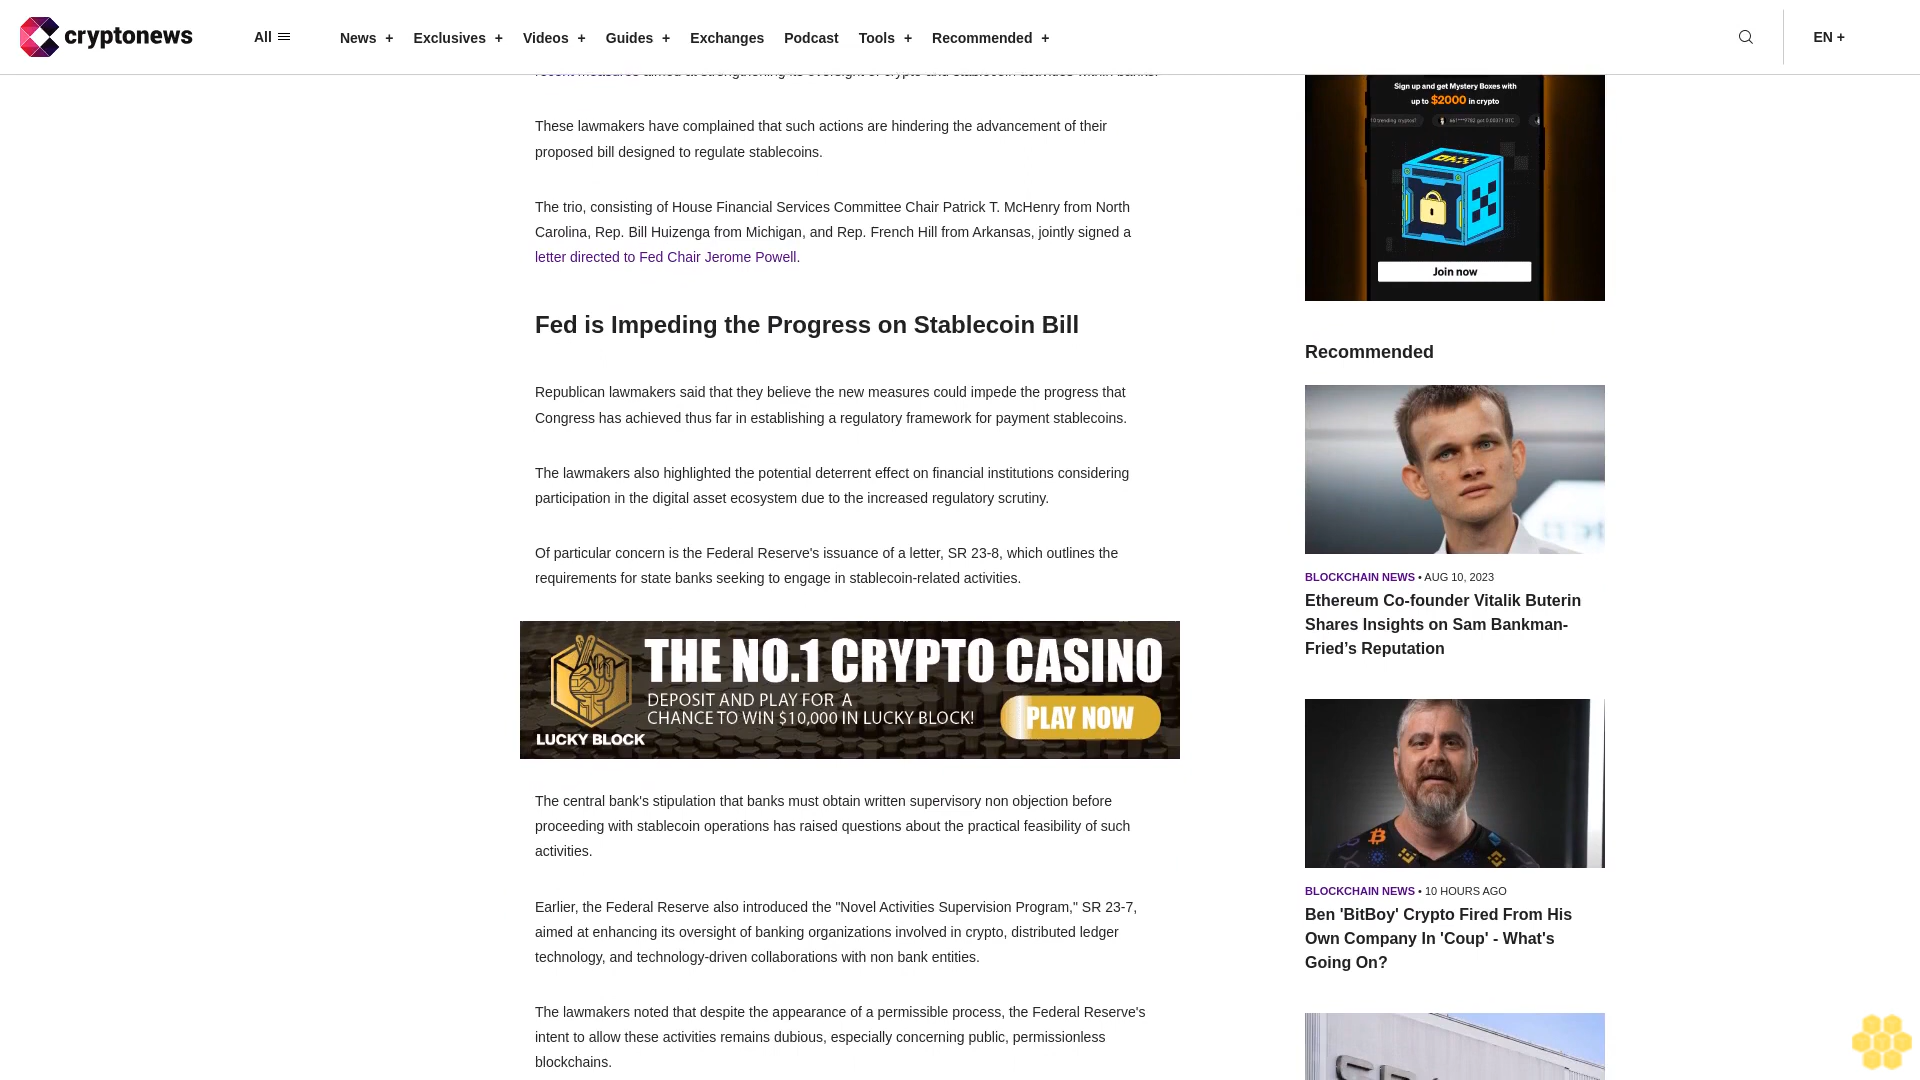 cryptonews
All
News +
Exclusives +
Videos +
Guides +
Exchanges
Podcast
Tools +
Recommended +
EN +
recent measures aimed at strengthening its oversight of crypto and stablecoin activities within banks.
These lawmakers have complained that such actions are hindering the advancement of their
proposed bill designed to regulate stablecoins.
The trio, consisting of House Financial Services Committee Chair Patrick T. McHenry from North
Carolina, Rep. Bill Huizenga from Michigan, and Rep. French Hill from Arkansas, jointly signed a
letter directed to Fed Chair Jerome Powell.
Fed is Impeding the Progress on Stablecoin Bill
Republican lawmakers said that they believe the new measures could impede the progress that
Congress has achieved thus far in establishing a regulatory framework for payment stablecoins.
The lawmakers also highlighted the potential deterrent effect on financial institutions considering
participation in the digital asset ecosystem due to the increased regulatory scrutiny.
Of particular concern is the Federal Reserve's issuance of a letter, SR 23-8, which outlines the
requirements for state banks seeking to engage in stablecoin-related activities.
THE NO.1 CRYPTO CASINO
DEPOSIT AND PLAY FOR A
CHANCE TO WIN $10,000 IN LUCKY BLOCK!
PLAY NOW
LUCKY BLOCK
The central bank's stipulation that banks must obtain written supervisory non objection before
proceeding with stablecoin operations has raised questions about the practical feasibility of such
activities.
Earlier, the Federal Reserve also introduced the "Novel Activities Supervision Program," SR 23-7,
aimed at enhancing its oversight of banking organizations involved in crypto, distributed ledger
technology, and technology-driven collaborations with non bank entities.
The lawmakers noted that despite the appearance of a permissible process, the Federal Reserve's
intent to allow these activities remains dubious, especially concerning public, permissionless
blockchains.
Sign up and get Mystery Boxes with
up to $2000 in crypto
Join now
Recommended
BLOCKCHAIN NEWS • AUG 10, 2023
Ethereum Co-founder Vitalik Buterin
Shares Insights on Sam Bankman-
Fried’s Reputation
BLOCKCHAIN NEWS • 10 HOURS AGO
Ben 'BitBoy' Crypto Fired From His
Own Company In 'Coup' - What's
Going On?